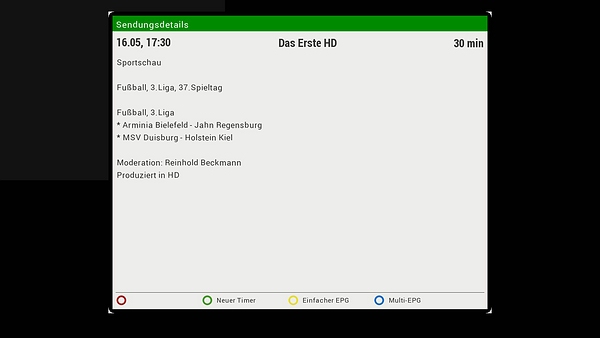 Sendungsdetails
16.05, 17:30 Das Erste HD 30 min
Sportschau
Fußball, 3.Liga, 37.Spieltag
Fußball, 3.Liga
* Arminia Bielefeld - Jahn Regensburg
* MSV Duisburg - Holstein Kiel
Moderation: Reinhold Beckmann
Produziert in HD
Neuer Timer Einfacher EPG Multi-EPG